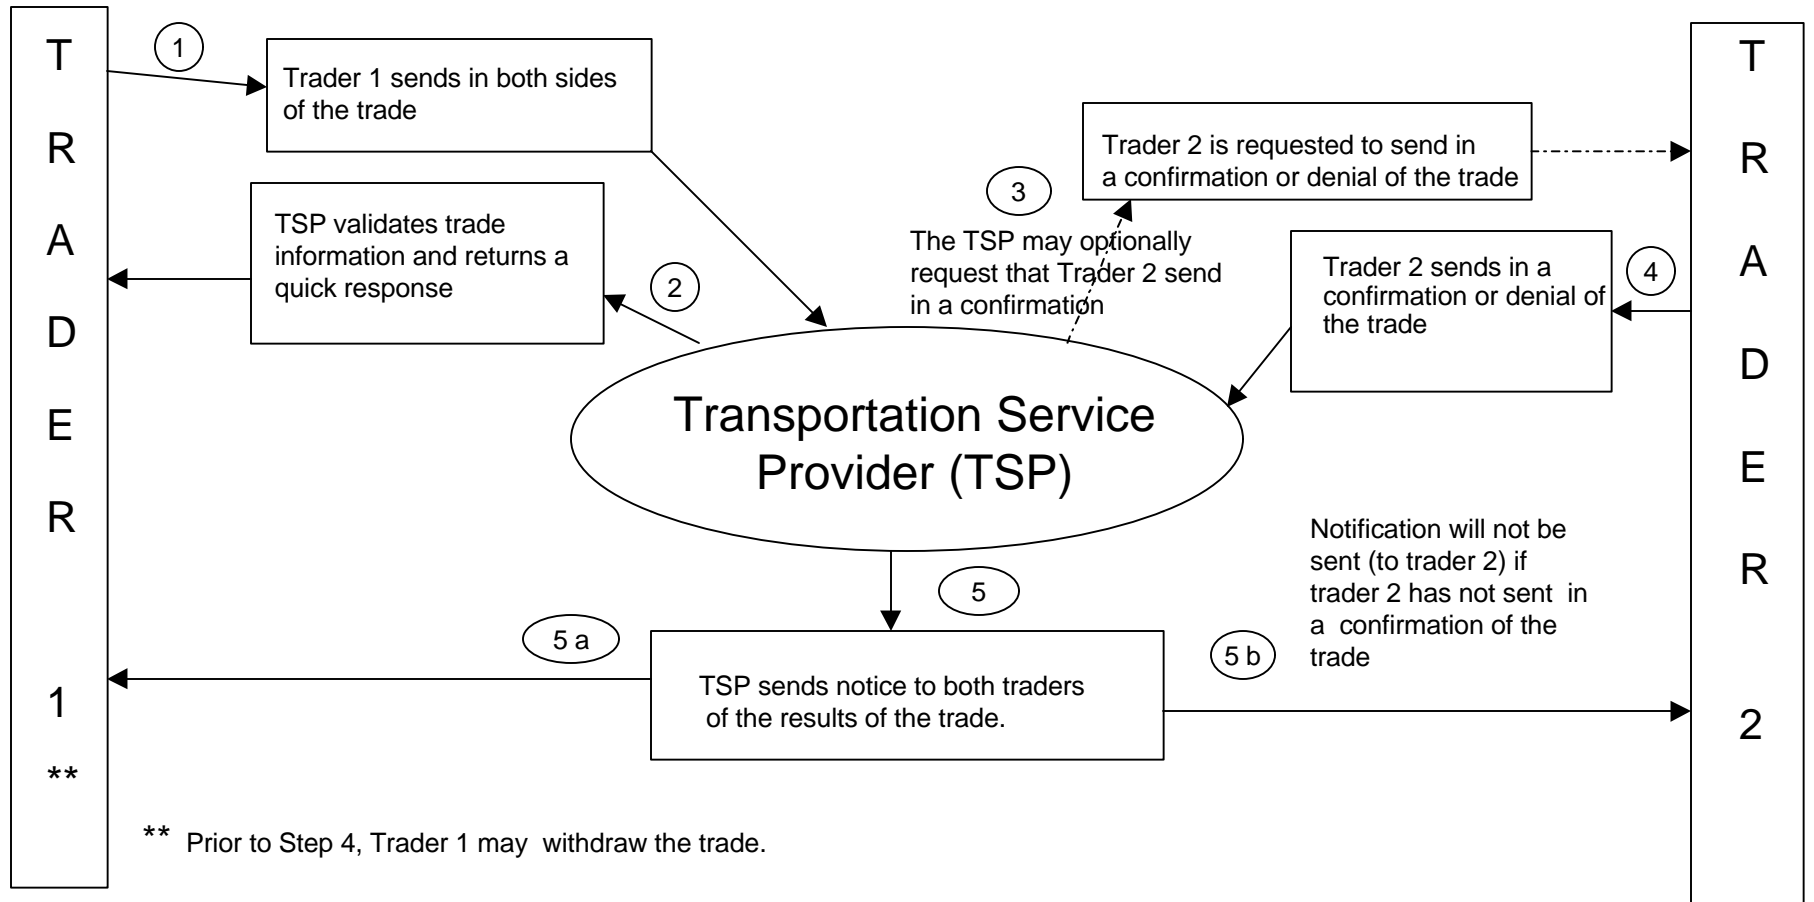 TRADER 1 **
1
Trader 1 sends in both sides
of the trade
TSP validates trade
information and returns a
quick response
2
3
The TSP may optionally
request that Trader 2 send
in a confirmation
Trader 2 is requested to send in
a confirmation or denial of the trade
Trader 2 sends in a
confirmation or denial of
the trade
4
Transportation Service
Provider (TSP)
5
5 a
TSP sends notice to both traders
of the results of the trade.
5 b
Notification will not be
sent (to trader 2) if
trader 2 has not sent in
a confirmation of the
trade
TRADER 2
** Prior to Step 4, Trader 1 may withdraw the trade.